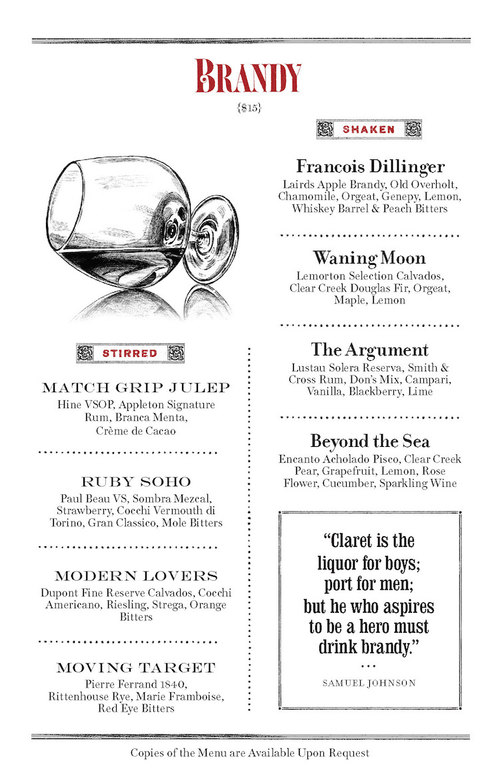 BRANDY
{$15}
SHAKEN
Francois Dillinger
Lairds Apple Brandy, Old Overholt,
Chamomile, Orgeat, Genepy, Lemon,
Whiskey Barrel & Peach Bitters
Waning Moon
Lemorton Selection Calvados,
Clear Creek Douglas Fir, Orgeat,
Maple, Lemon
The Argument
Lustau Solera Reserva, Smith &
Cross Rum, Don's Mix, Campari,
Vanilla, Blackberry, Lime
Beyond the Sea
Encanto Acholado Pisco, Clear Creek
Pear, Grapefruit, Lemon, Rose
Flower, Cucumber, Sparkling Wine
STIRRED
MATCH GRIP JULEP
Hine VSOP, Appleton Signature
Rum, Branca Menta,
Crème de Cacao
RUBY SOHO
Paul Beau VS, Sombra Mezcal,
Strawberry, Cocchi Vermouth di
Torino, Gran Classico, Mole Bitters
MODERN LOVERS
Dupont Fine Reserve Calvados, Cocchi
Americano, Riesling, Strega, Orange
Bitters
MOVING TARGET
Pierre Ferrand 1840,
Rittenhouse Rye, Marie Framboise,
Red Eye Bitters
“Claret is the
liquor for boys;
port for men;
but he who aspires
to be a hero must
drink brandy.”
SAMUEL JOHNSON
Copies of the Menu are Available Upon Request